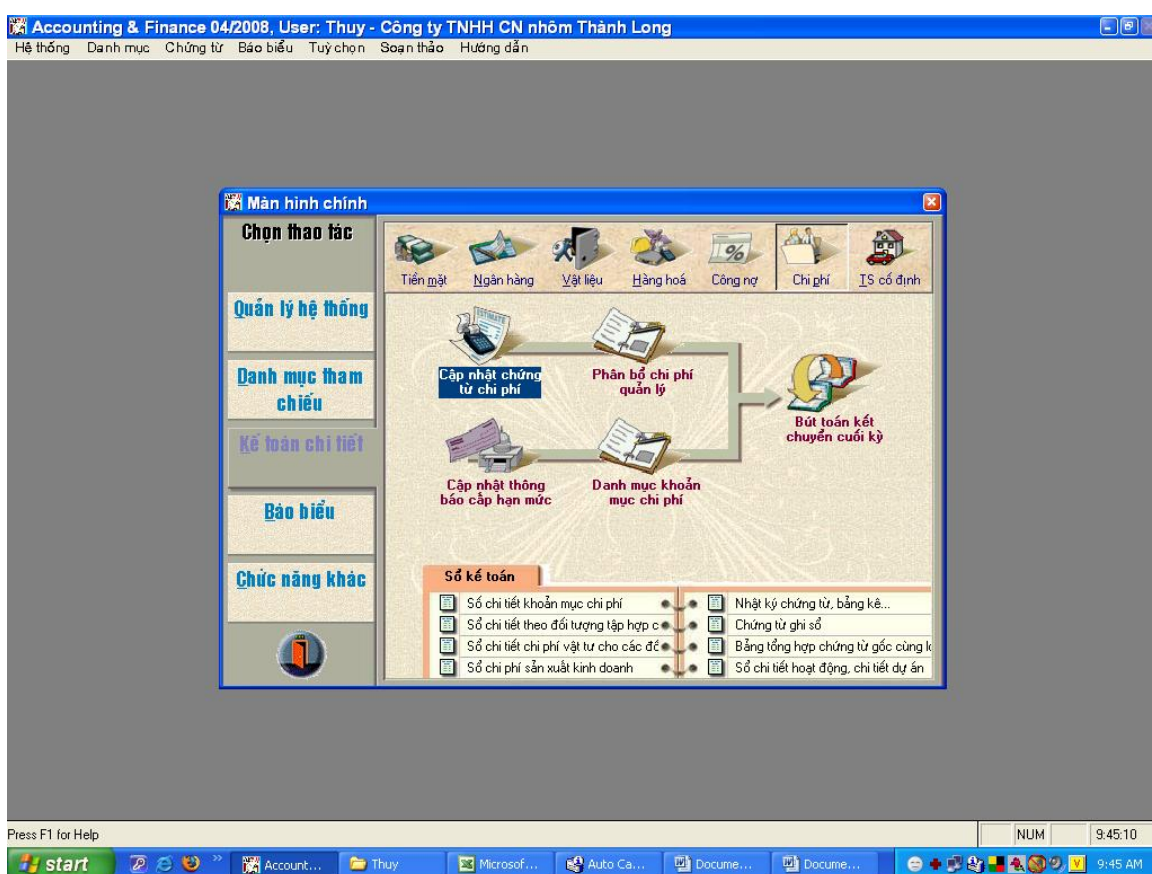 Accounting & Finance 04/2008, User: Thuy - Công ty TNHH CN nhôm Thành Long
Hệ thống Danh mục Chứng từ Báo biểu Tuỳ chọn Soạn thảo Hướng dẫn
Màn hình chính
Chọn thao tác
Quản lý hệ thống
Danh mục tham
chiếu
Kế toán chi tiết
Báo biểu
Chức năng khác
Tiền mặt Ngân hàng Vật liệu Hàng hoá Công nợ Chi phí TS cố định
ESTIMATE
%
Cập nhật chứng
từ chi phí
Phân bổ chi phí
quản lý
Bút toán kết
chuyển cuối kỳ
Cập nhật thông
báo cấp hạn mức
Danh mục khoản
mục chi phí
Sổ kế toán
Số chi tiết khoản mục chi phí
Sổ chi tiết theo đối tượng tập hợp c
Sổ chi tiết chi phí vật tư cho các đố
Sổ chi phí sản xuất kinh doanh
Nhật ký chứng từ, bảng kê...
Chứng từ ghi sổ
Bảng tổng hợp chứng từ gốc cùng l
Sổ chi tiết hoạt động, chi tiết dự án
Press F1 for Help
NUM 9:45:10
start Account... Thuy Microsof... Auto Ca... Docume... Docume... V 9:45 AM